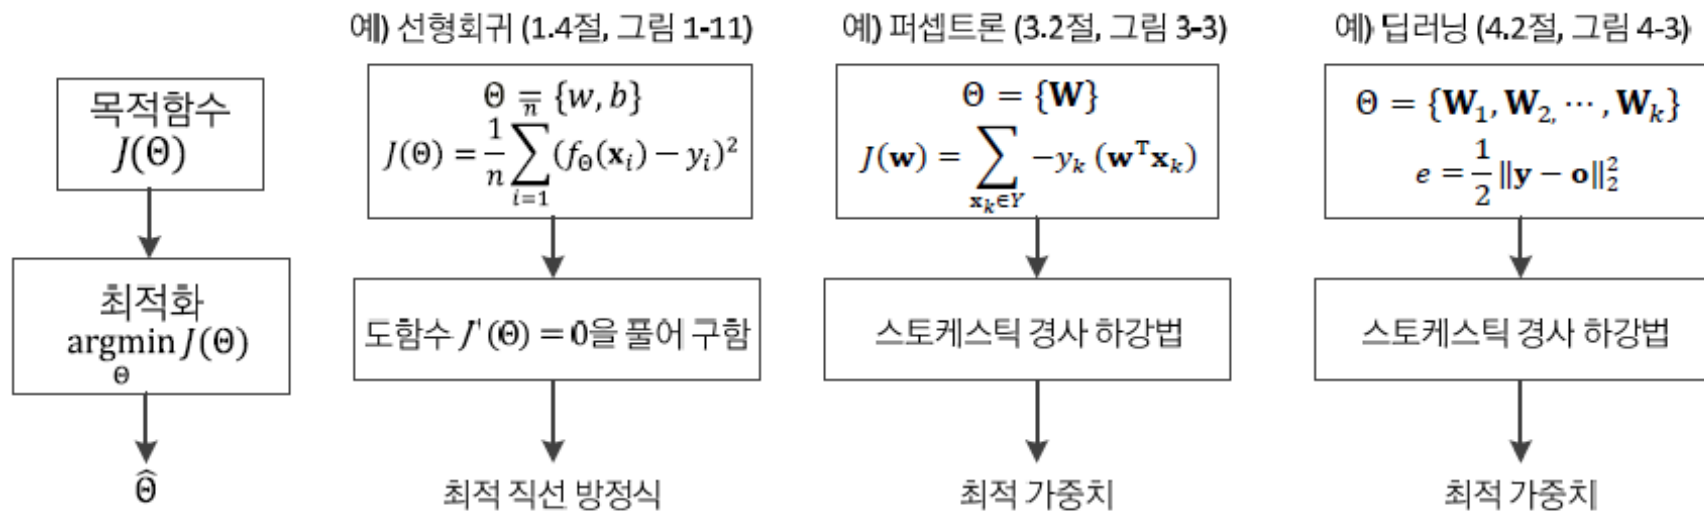 예) 선형회귀 (1.4절, 그림 1-11)
예) 퍼셉트론 (3.2절, 그림 3-3)
예) 딥러닝 (4.2절, 그림 4-3)
목적함수
J(Θ)
최적화
argmin J(Θ)
Θ
Θ̂
Θ = {w, b}
J(Θ) = 1/n ∑ⁿᵢ₌₁ (f_Θ(𝐱ᵢ) − yᵢ)²
도함수 J′(Θ) = 0을 풀어 구함
최적 직선 방정식
Θ = {𝐖}
J(𝐰) = ∑_{𝐱ₖ∈Y} −yₖ (𝐰ᵀ𝐱ₖ)
스토케스틱 경사 하강법
최적 가중치
Θ = {𝐖₁, 𝐖₂, ⋯, 𝐖ₖ}
e = 1/2 ‖𝐲 − 𝐨‖₂²
스토케스틱 경사 하강법
최적 가중치